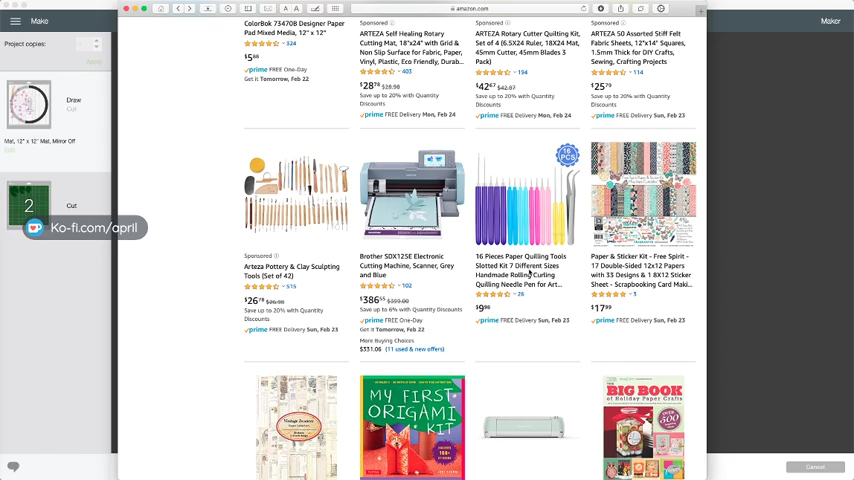 amazon.com
Make
Maker
Project copies:
Apply
Draw
Cut
Mat, 12" x 12" Mat, Mirror Off
Edit
2
Cut
Ko-fi.com/april
Cancel
ColorBok 73470B Designer Paper
Pad Mixed Media, 12" x 12"
324
$5
prime FREE One-Day
Get it Tomorrow, Feb 22
Sponsored
ARTEZA Self Healing Rotary
Cutting Mat, 18"x24" with Grid &
Non Slip Surface for Fabric, Paper,
Vinyl, Plastic, Eco Friendly, Durab...
403
$28.78 $28.98
Save up to 20% with Quantity
Discounts
prime FREE Delivery Mon, Feb 24
Sponsored
ARTEZA Rotary Cutter Quilting Kit,
Set of 4 (6.5X24 Ruler, 18X24 Mat,
45mm Cutter, 45mm Blades 3
Pack)
194
$42.67 $42.87
Save up to 20% with Quantity
Discounts
prime FREE Delivery Mon, Feb 24
Sponsored
ARTEZA 50 Assorted Stiff Felt
Fabric Sheets, 12"x14" Squares,
1.5mm Thick for DIY Crafts,
Sewing, Crafting Projects
114
$25.79
Save up to 20% with Quantity
Discounts
prime FREE Delivery Sun, Feb 23
Sponsored
Arteza Pottery & Clay Sculpting
Tools (Set of 42)
515
$26.78 $26.98
Save up to 20% with Quantity
Discounts
prime FREE Delivery Sun, Feb 23
Brother SDX125E Electronic
Cutting Machine, Scanner, Grey
and Blue
102
$386 $399.00
Save up to 6% with Quantity Discounts
prime FREE One-Day
Get it Tomorrow, Feb 22
More Buying Choices
$331.06 (11 used & new offers)
16
PCS
16 Pieces Paper Quilling Tools
Slotted Kit 7 Different Sizes
Handmade Rolling Curling
Quilling Needle Pen for Art...
26
$9.98
prime FREE Delivery Sun, Feb 23
Paper & Sticker Kit - Free Spirit -
17 Double-Sided 12x12 Papers
with 33 Designs & 1 8X12 Sticker
Sheet - Scrapbooking Card Maki...
3
$17.99
prime FREE Delivery Sun, Feb 23
MY FIRST
ORIGAMI
KIT
THE
BIG BOOK
of Holiday Paper Crafts
500